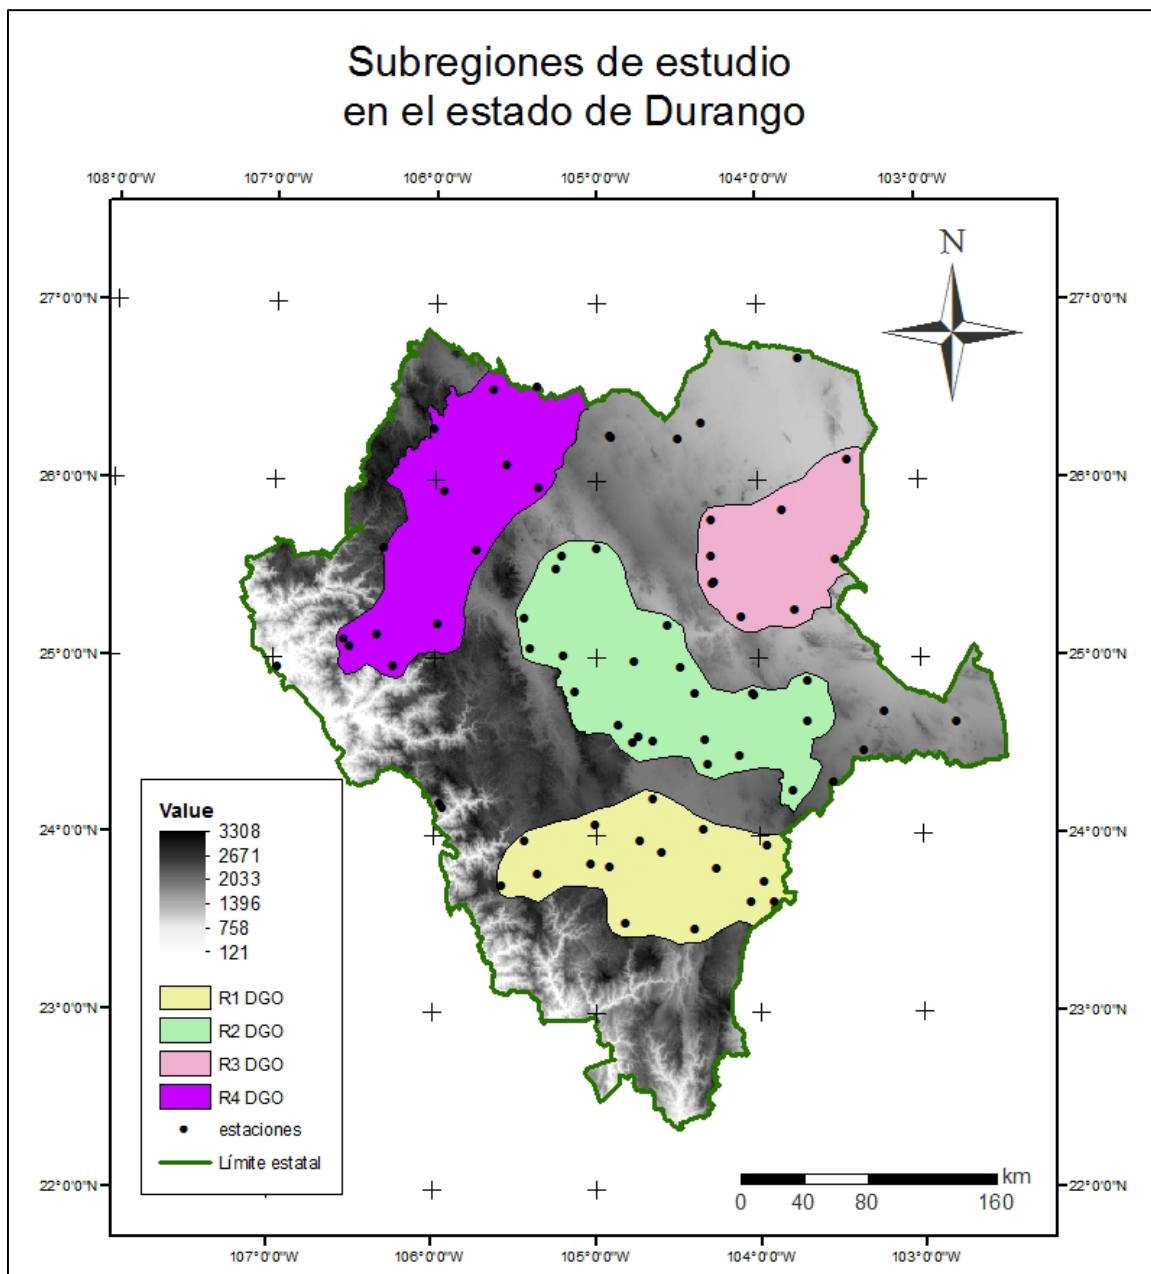 Subregiones de estudio
en el estado de Durango
108°0'0"W 107°0'0"W 106°0'0"W 105°0'0"W 104°0'0"W 103°0'0"W
N
27°0'0"N 27°0'0"N
26°0'0"N 26°0'0"N
25°0'0"N 25°0'0"N
24°0'0"N 24°0'0"N
23°0'0"N 23°0'0"N
22°0'0"N 22°0'0"N
Value
3308
2671
2033
1396
758
121
R1 DGO
R2 DGO
R3 DGO
R4 DGO
estaciones
Límite estatal
km
0 40 80 160
107°0'0"W 106°0'0"W 105°0'0"W 104°0'0"W 103°0'0"W